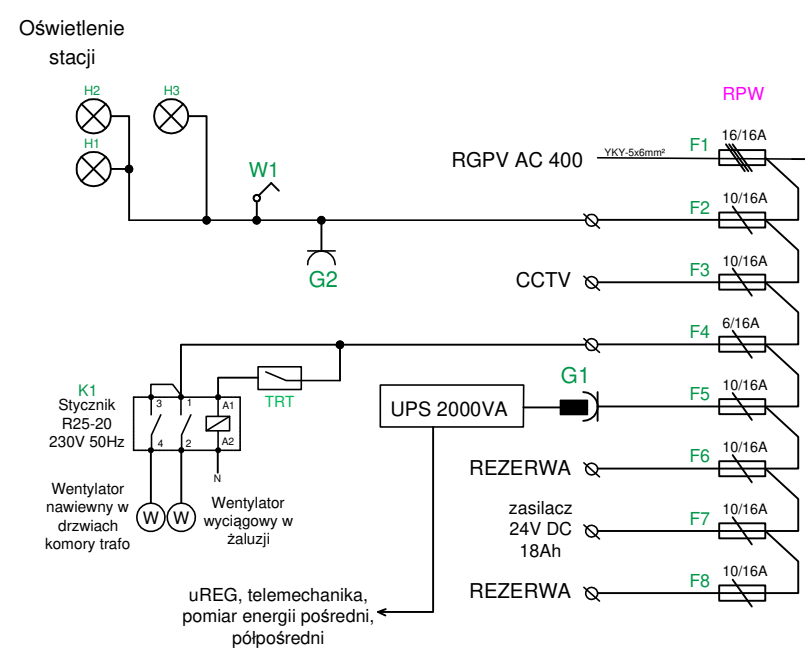 Oświetlenie
stacji
H2
H3
H1
W1
G2
RPW
RGPV AC 400
YKY-5x6mm²
F1
16/16A
F2
10/16A
CCTV
F3
10/16A
F4
6/16A
TRT
K1
Stycznik
R25-20
230V 50Hz
3
1
A1
4
2
A2
N
Wentylator
nawiewny w
drzwiach
komory trafo
W
W
Wentylator
wyciągowy w
żaluzji
UPS 2000VA
G1
F5
10/16A
REZERWA
F6
10/16A
zasilacz
24V DC
18Ah
F7
10/16A
REZERWA
F8
10/16A
uREG, telemechanika,
pomiar energii pośredni,
półpośredni